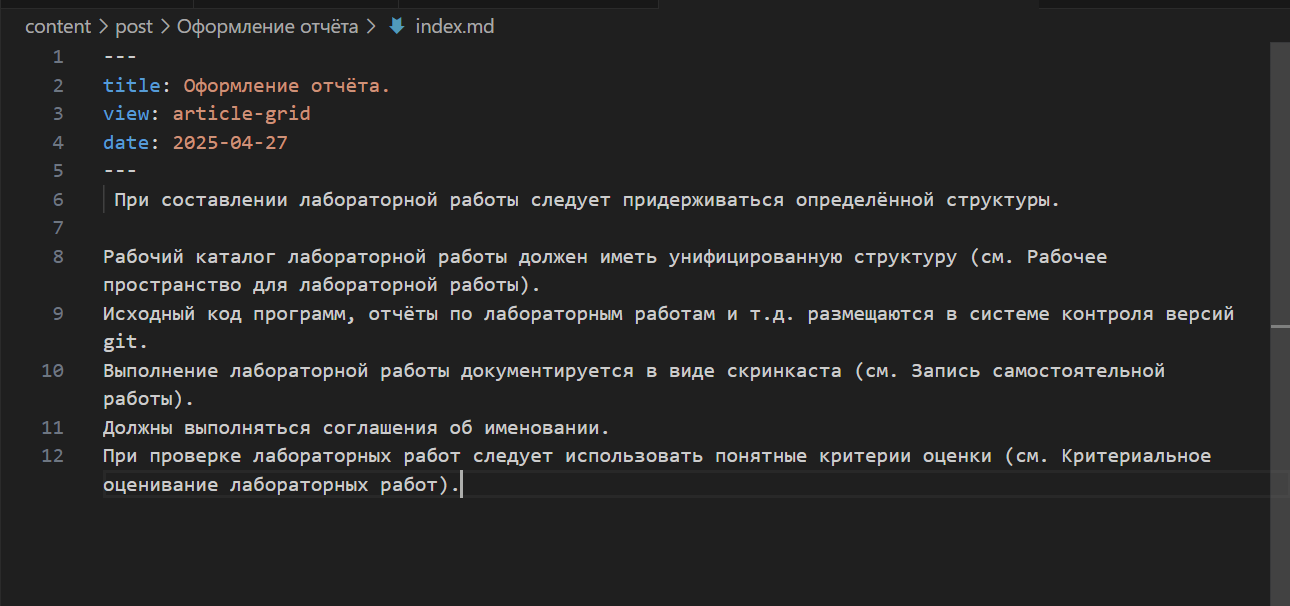 content > post > Оформление отчёта > index.md
1 ---
2 title: Оформление отчёта.
3 view: article-grid
4 date: 2025-04-27
5 ---
6 При составлении лабораторной работы следует придерживаться определённой структуры.
7
8 Рабочий каталог лабораторной работы должен иметь унифицированную структуру (см. Рабочее
пространство для лабораторной работы).
9 Исходный код программ, отчёты по лабораторным работам и т.д. размещаются в системе контроля версий
git.
10 Выполнение лабораторной работы документируется в виде скринкаста (см. Запись самостоятельной
работы).
11 Должны выполняться соглашения об именовании.
12 При проверке лабораторных работ следует использовать понятные критерии оценки (см. Критериальное
оценивание лабораторных работ).